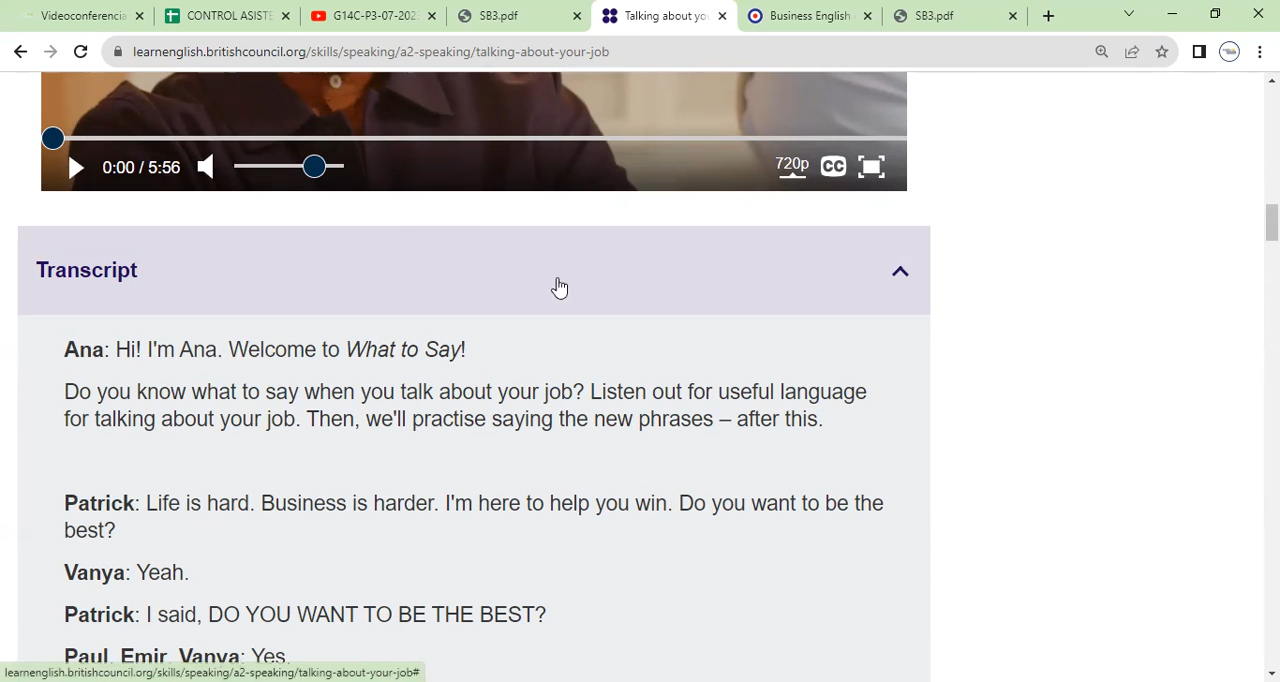 Videoconferencia
CONTROL ASISTE
G14C-P3-07-202
SB3.pdf
Talking about yo
Business English
SB3.pdf
learnenglish.britishcouncil.org/skills/speaking/a2-speaking/talking-about-your-job
0:00 / 5:56
720p
CC
Transcript
Ana: Hi! I'm Ana. Welcome to What to Say!
Do you know what to say when you talk about your job? Listen out for useful language
for talking about your job. Then, we'll practise saying the new phrases – after this.
Patrick: Life is hard. Business is harder. I'm here to help you win. Do you want to be the
best?
Vanya: Yeah.
Patrick: I said, DO YOU WANT TO BE THE BEST?
Paul, Emir, Vanya: Yes.
learnenglish.britishcouncil.org/skills/speaking/a2-speaking/talking-about-your-job#